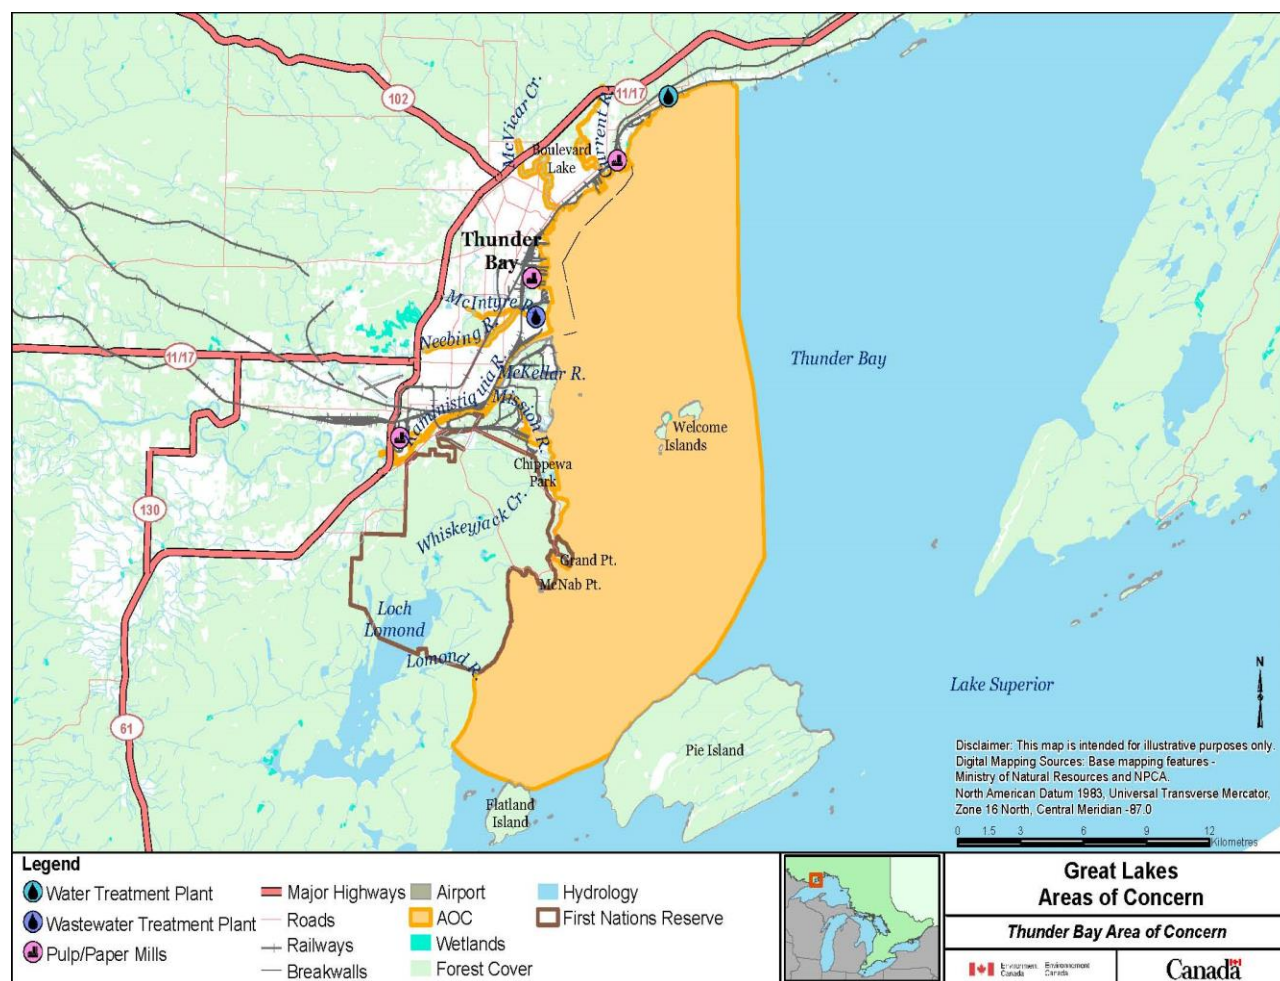 102
11/17
McVicar Cr.
Current R.
Boulevard
Lake
Thunder
Bay
McIntyre R.
Neebing R.
11/17
Kaministiquia R.
McKellar R.
Mission R.
Thunder Bay
Welcome
Islands
Chippewa
Park
130
Whiskeyjack Cr.
Grand Pt.
McNab Pt.
Loch
Lomond
Lomond R.
61
Lake Superior
Pie Island
Flatland
Island
N
Disclaimer: This map is intended for illustrative purposes only.
Digital Mapping Sources: Base mapping features -
Ministry of Natural Resources and NPCA.
North American Datum 1983, Universal Transverse Mercator,
Zone 16 North, Central Meridian -87.0
0 1.5 3 6 9 12
Kilometres
Legend
Water Treatment Plant
Wastewater Treatment Plant
Pulp/Paper Mills
Major Highways
Roads
Railways
Breakwalls
Airport
AOC
Wetlands
Forest Cover
Hydrology
First Nations Reserve
Great Lakes
Areas of Concern
Thunder Bay Area of Concern
Environment Environnement
Canada Canada
Canada